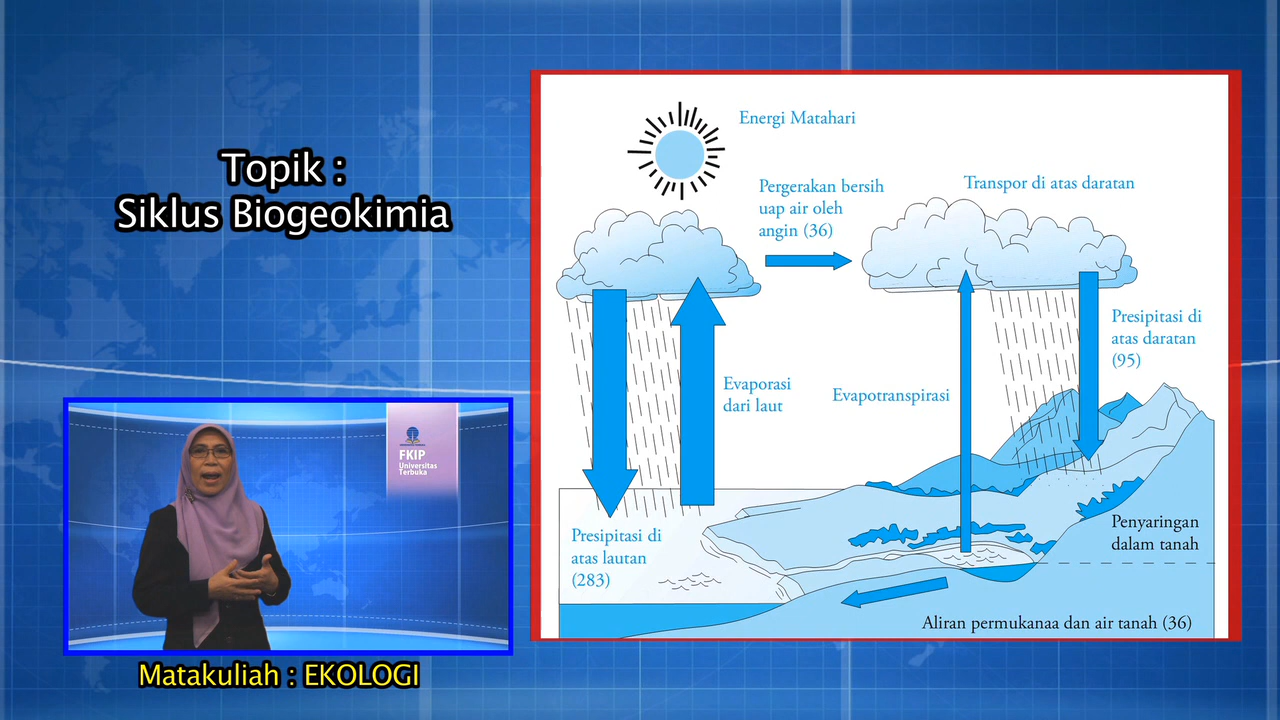 Topik :
Siklus Biogeokimia
FKIP
Universitas
Terbuka
Matakuliah : EKOLOGI
Energi Matahari
Pergerakan bersih
uap air oleh
angin (36)
Transpor di atas daratan
Presipitasi di
atas daratan
(95)
Evaporasi
dari laut
Evapotranspirasi
Presipitasi di
atas lautan
(283)
Penyaringan
dalam tanah
Aliran permukanaa dan air tanah (36)